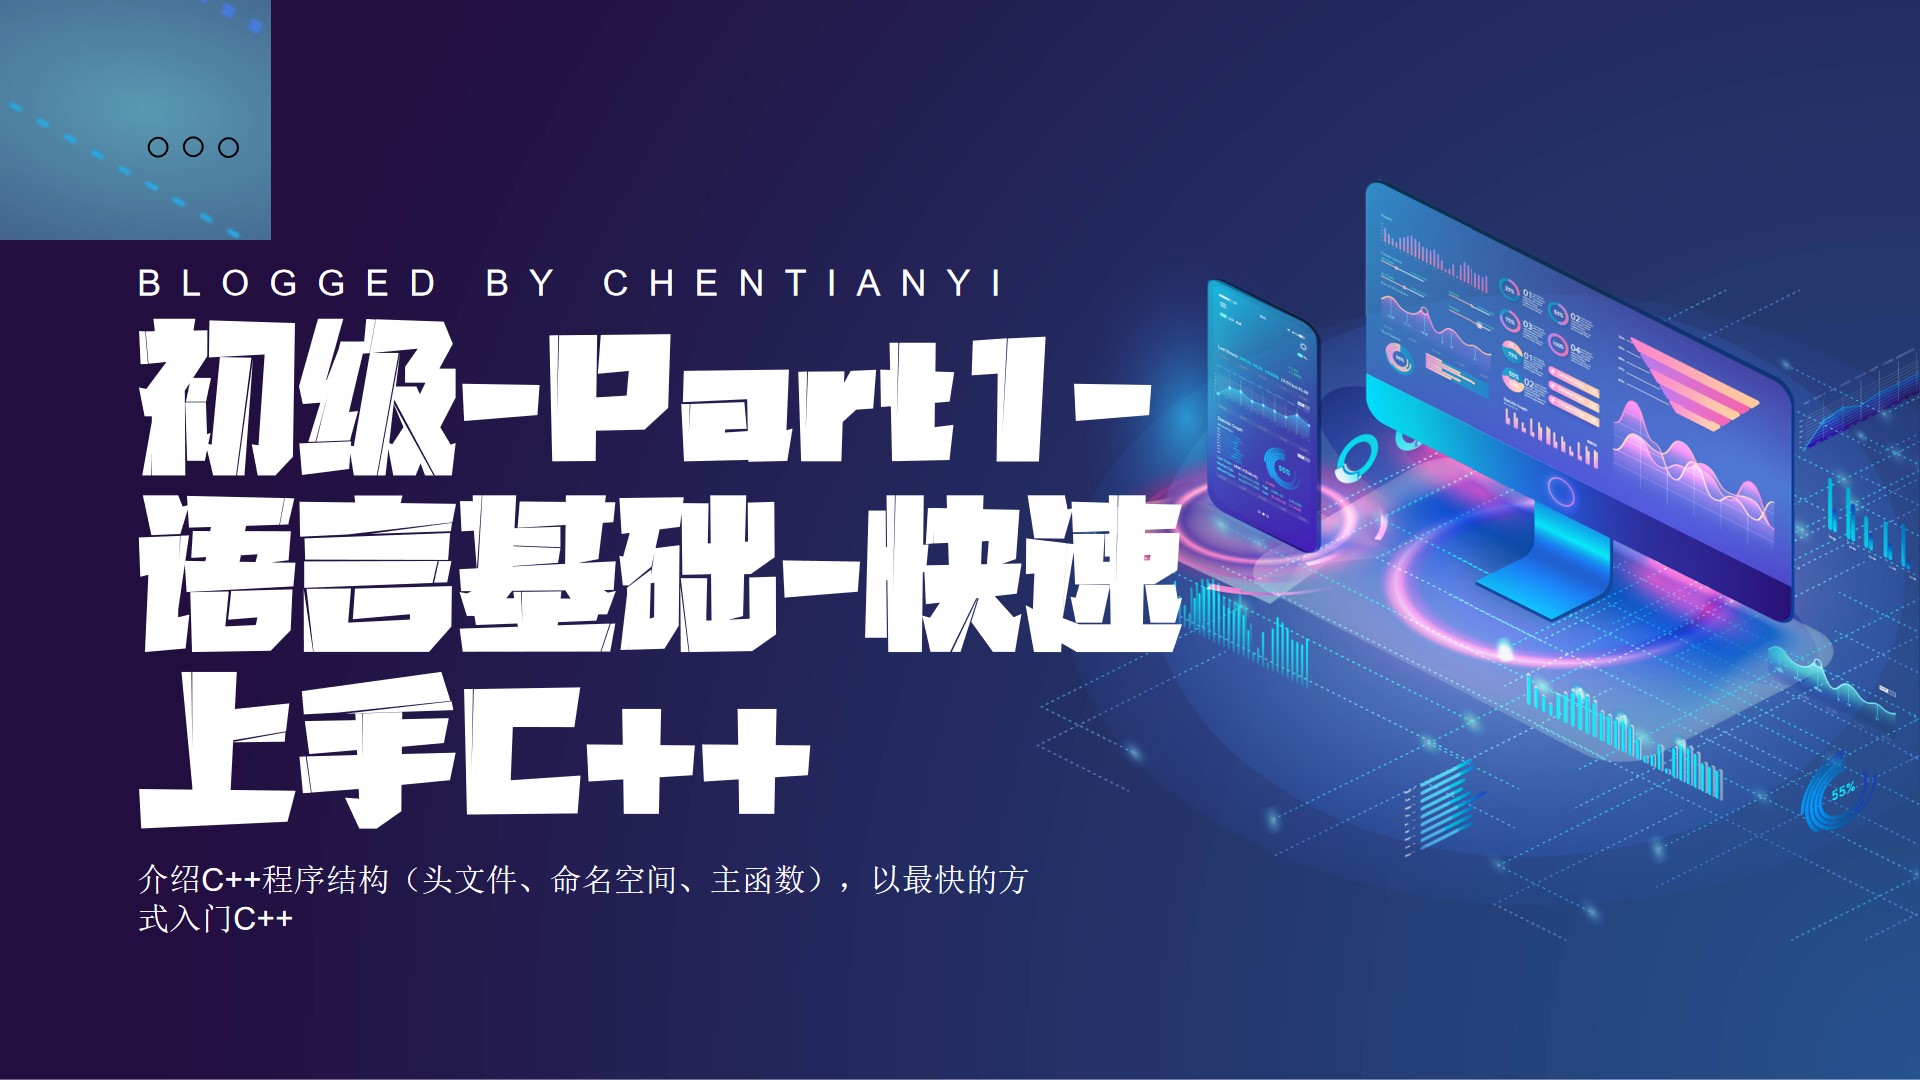 BLOGGED BY CHENTIANYI
初级-Part1-
语言基础-快速
上手C++
介绍C++程序结构（头文件、命名空间、主函数），以最快的方
式入门C++
55%